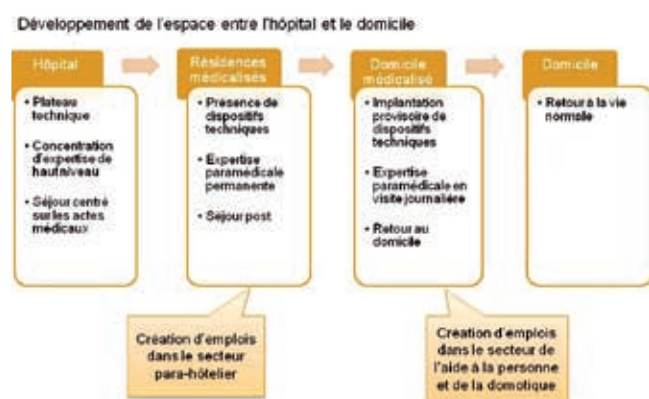 Développement de l'espace entre l'hôpital et le domicile
Hôpital
• Plateau
technique
• Concentration
d'expertise de
haut niveau
• Séjour centré
sur les actes
médicaux
Résidences
médicalisés
• Présence de
dispositifs
techniques
• Expertise
paramédicale
permanente
• Séjour post
Domicile
médicalisé
• Implantation
provisoire de
dispositifs
techniques
• Expertise
paramédicale en
visite journalière
• Retour au
domicile
Domicile
• Retour à la vie
normale
Création d'emplois
dans le secteur
para-hôtelier
Création d'emplois
dans le secteur de
l'aide à la personne
et de la domotique